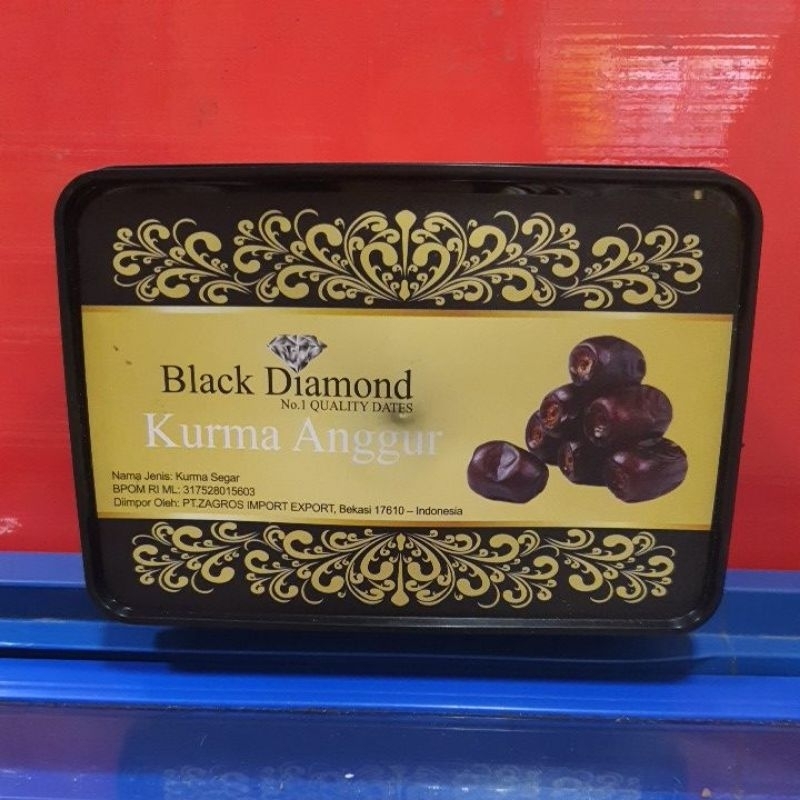 Black Diamond
No.1 QUALITY DATES
Kurma Anggur
Nama Jenis: Kurma Segar
BPOM RI ML: 317528015603
Diimpor Oleh: PT.ZAGROS IMPORT EXPORT, Bekasi 17610 – Indonesia